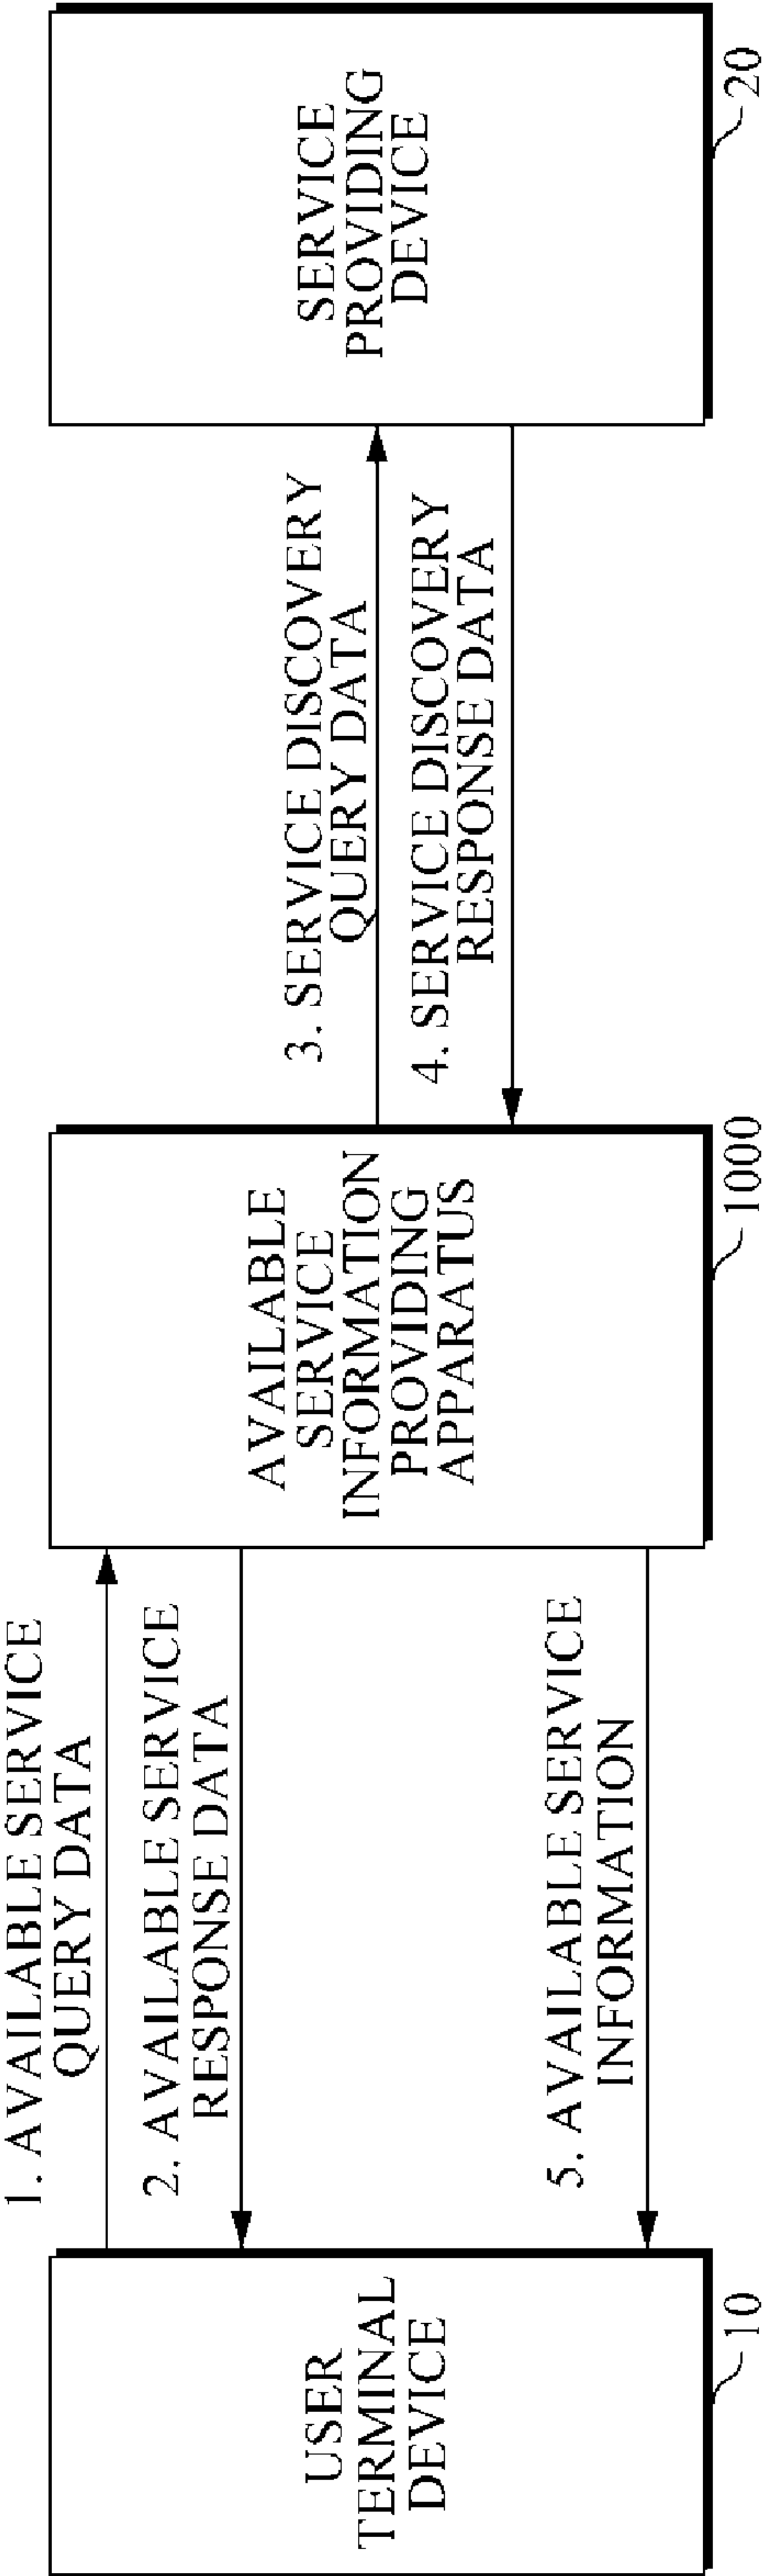 1. AVAILABLE SERVICE
QUERY DATA
2. AVAILABLE SERVICE
RESPONSE DATA
3. SERVICE DISCOVERY
QUERY DATA
4. SERVICE DISCOVERY
RESPONSE DATA
5. AVAILABLE SERVICE
INFORMATION
USER
TERMINAL
DEVICE
10
AVAILABLE
SERVICE
INFORMATION
PROVIDING
APPARATUS
1000
SERVICE
PROVIDING
DEVICE
20